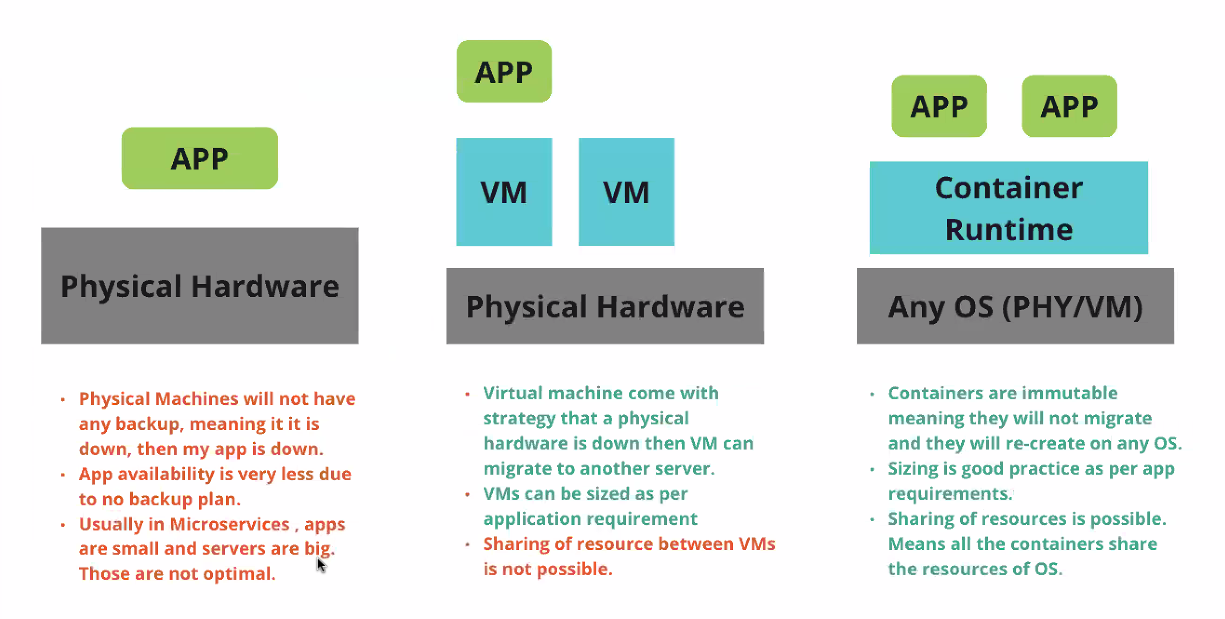 APP
Physical Hardware
• Physical Machines will not have
any backup, meaning it it is
down, then my app is down.
• App availability is very less due
to no backup plan.
• Usually in Microservices , apps
are small and servers are big.
Those are not optimal.
APP
VM VM
Physical Hardware
• Virtual machine come with
strategy that a physical
hardware is down then VM can
migrate to another server.
• VMs can be sized as per
application requirement
• Sharing of resource between VMs
is not possible.
APP APP
Container
Runtime
Any OS (PHY/VM)
• Containers are immutable
meaning they will not migrate
and they will re-create on any OS.
• Sizing is good practice as per app
requirements.
• Sharing of resources is possible.
Means all the containers share
the resources of OS.